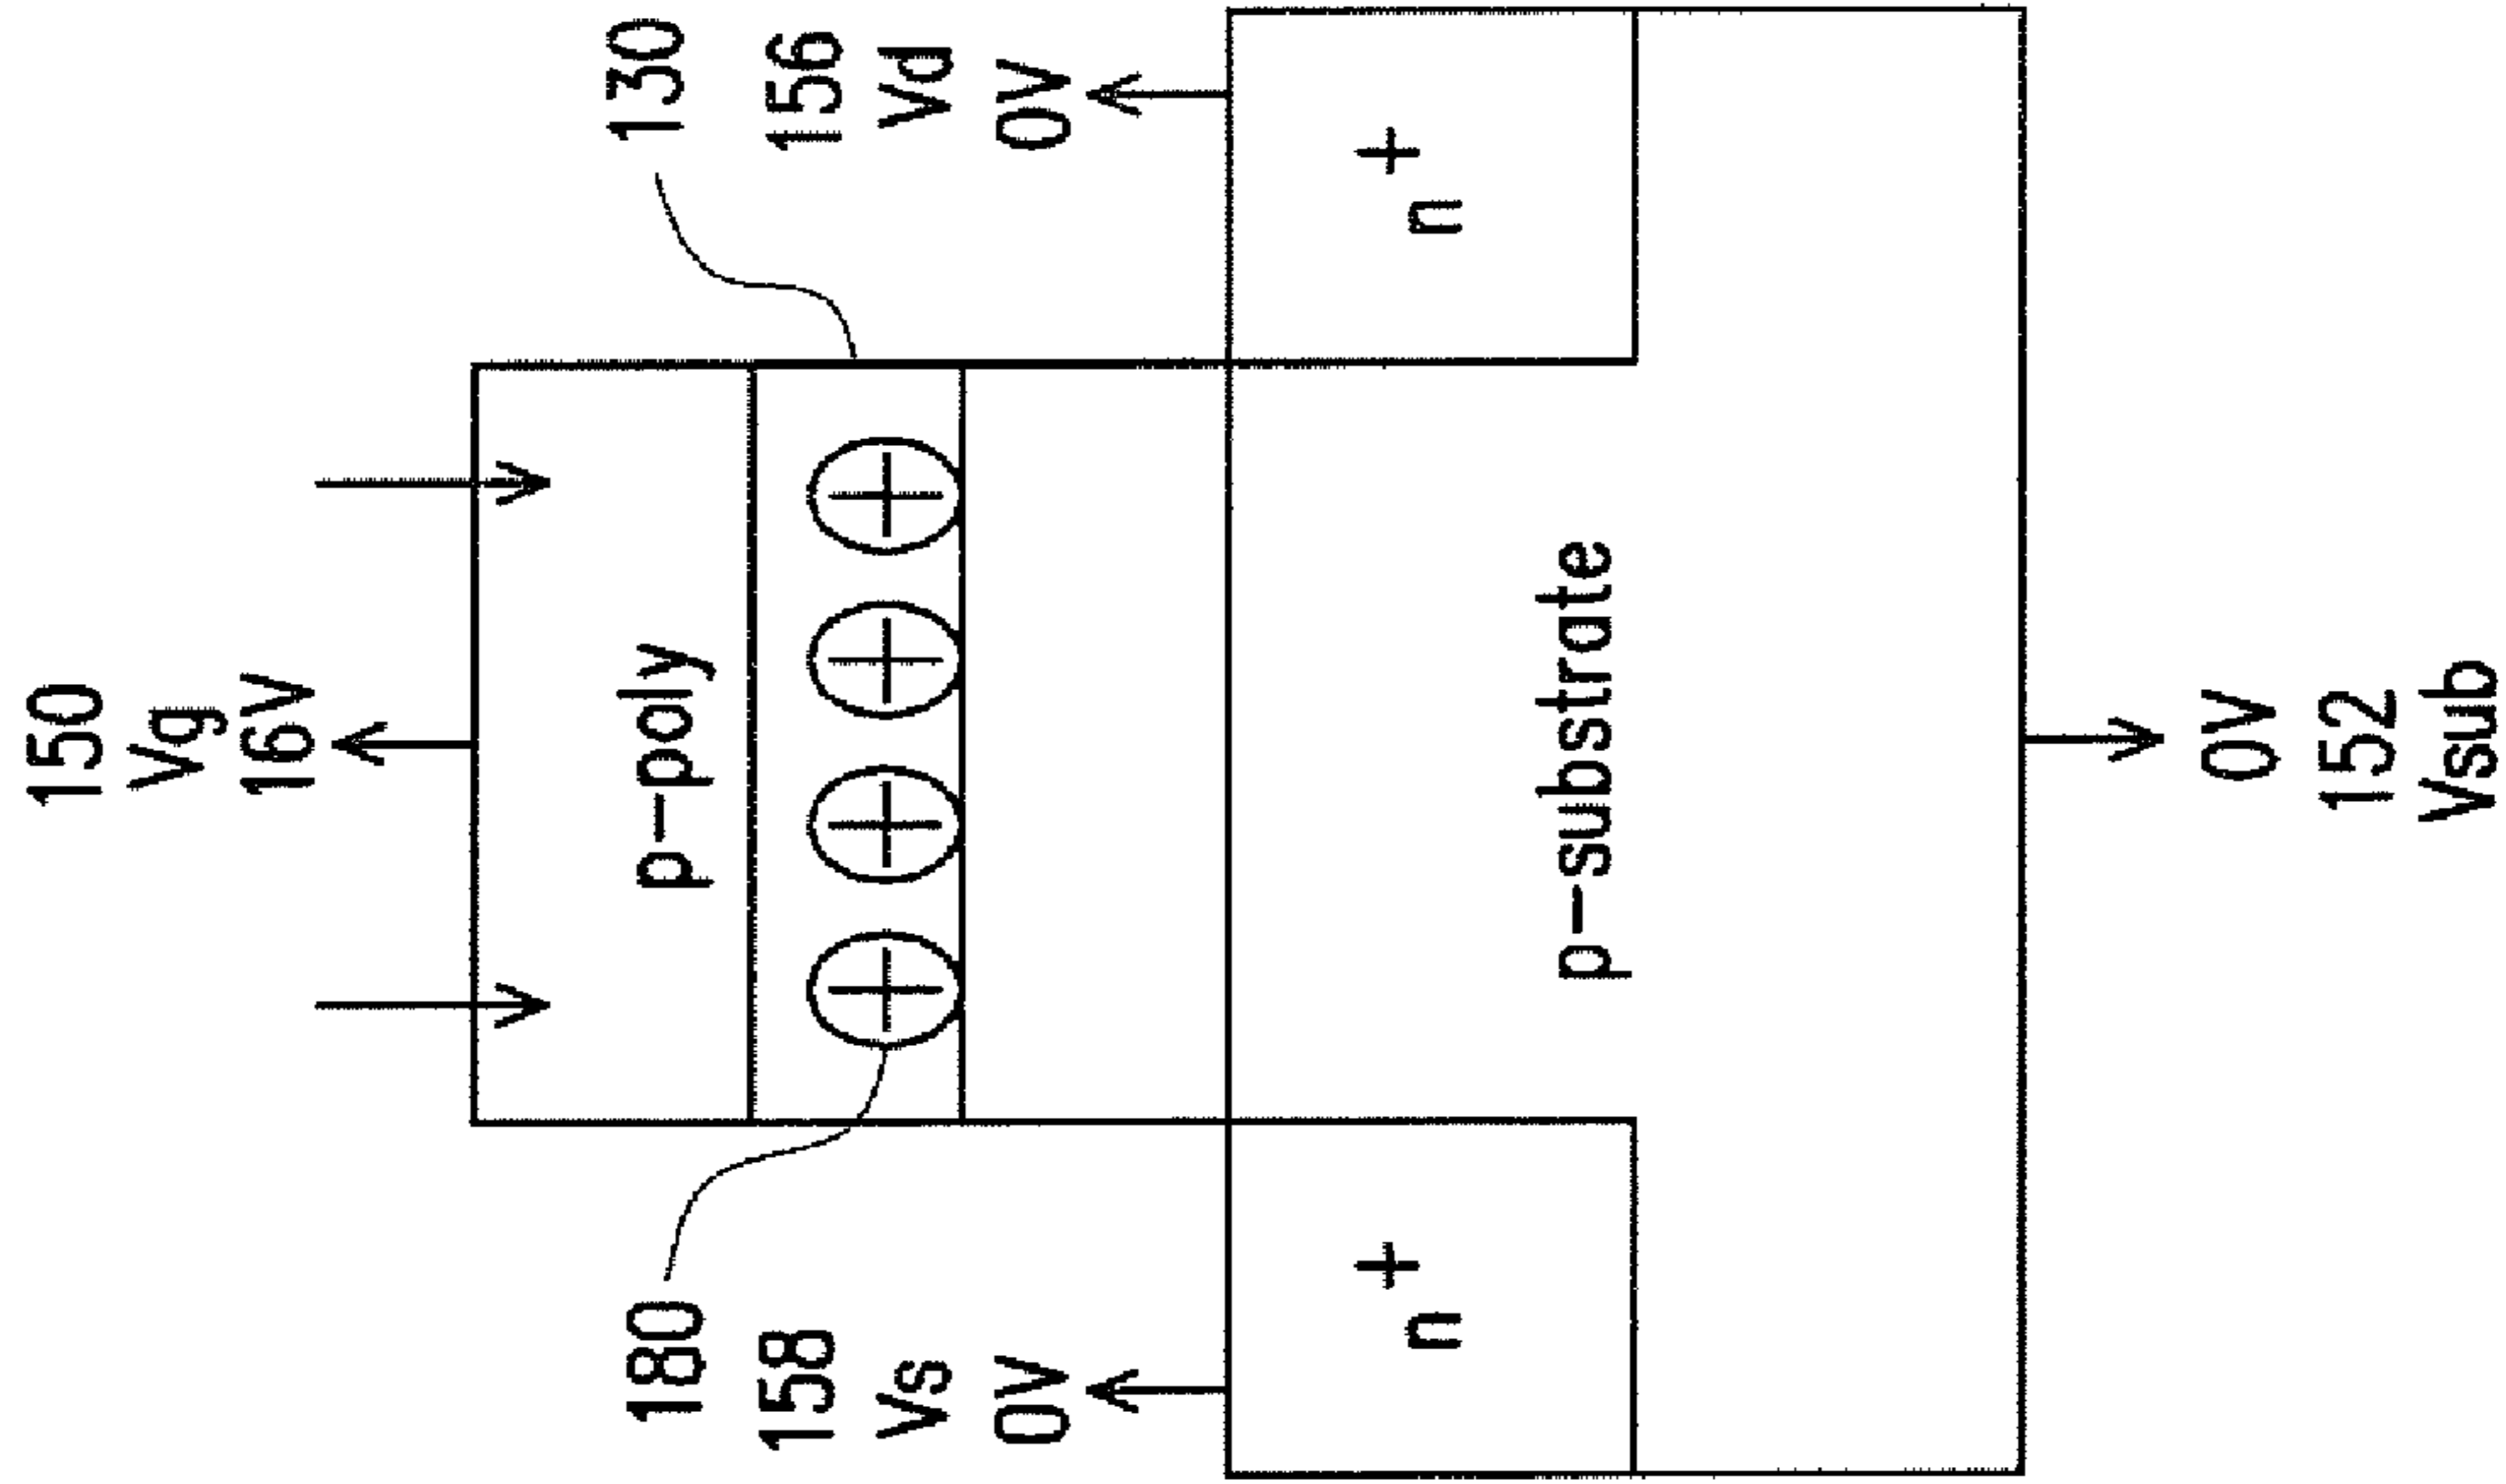 150
Vg
16V
130
156
Vd
0V
p-poly
180
158
Vs
0V
n+
n+
p-substrate
0V
152
Vsub